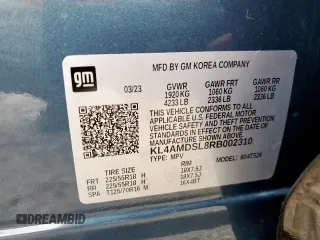 gm
MFD BY GM KOREA COMPANY
03/23 GVWR GAWR FRT GAWR RR
1920 KG 1060 KG 1060 KG
4233 LB 2336 LB 2336 LB
THIS VEHICLE CONFORMS TO ALL APPLICABLE U.S.
FEDERAL MOTOR VEHICLE SAFETY, BUMPER, AND
THEFT PREVENTION STANDARDS IN EFFECT ON THE
DATE OF MANUFACTURE SHOWN ABOVE.
KL4AMDSL8RB002310
TYPE: MPV MODEL:
TIRE SIZE RIM
FRT 225/55R18 H 18X7.5J
RR 225/55R18 H 18X7.5J
SPA T125/70R16 M 16X4BT